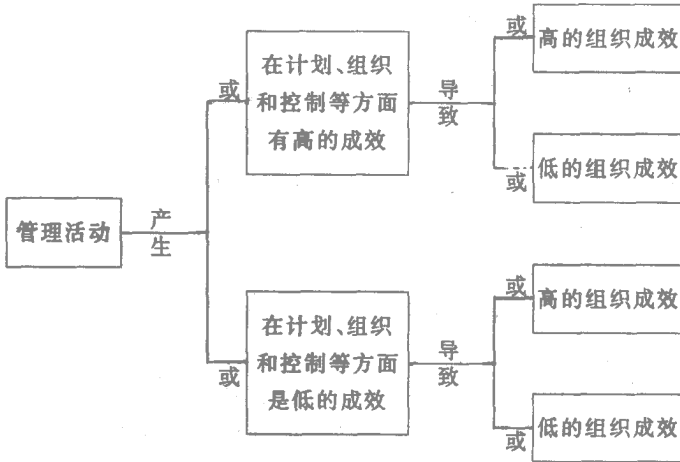 管理活动
产
生
或
在计划、组织
和控制等方面
有高的成效
导
致
或
高的组织成效
或
低的组织成效
或
在计划、组织
和控制等方面
是低的成效
导
致
或
高的组织成效
或
低的组织成效